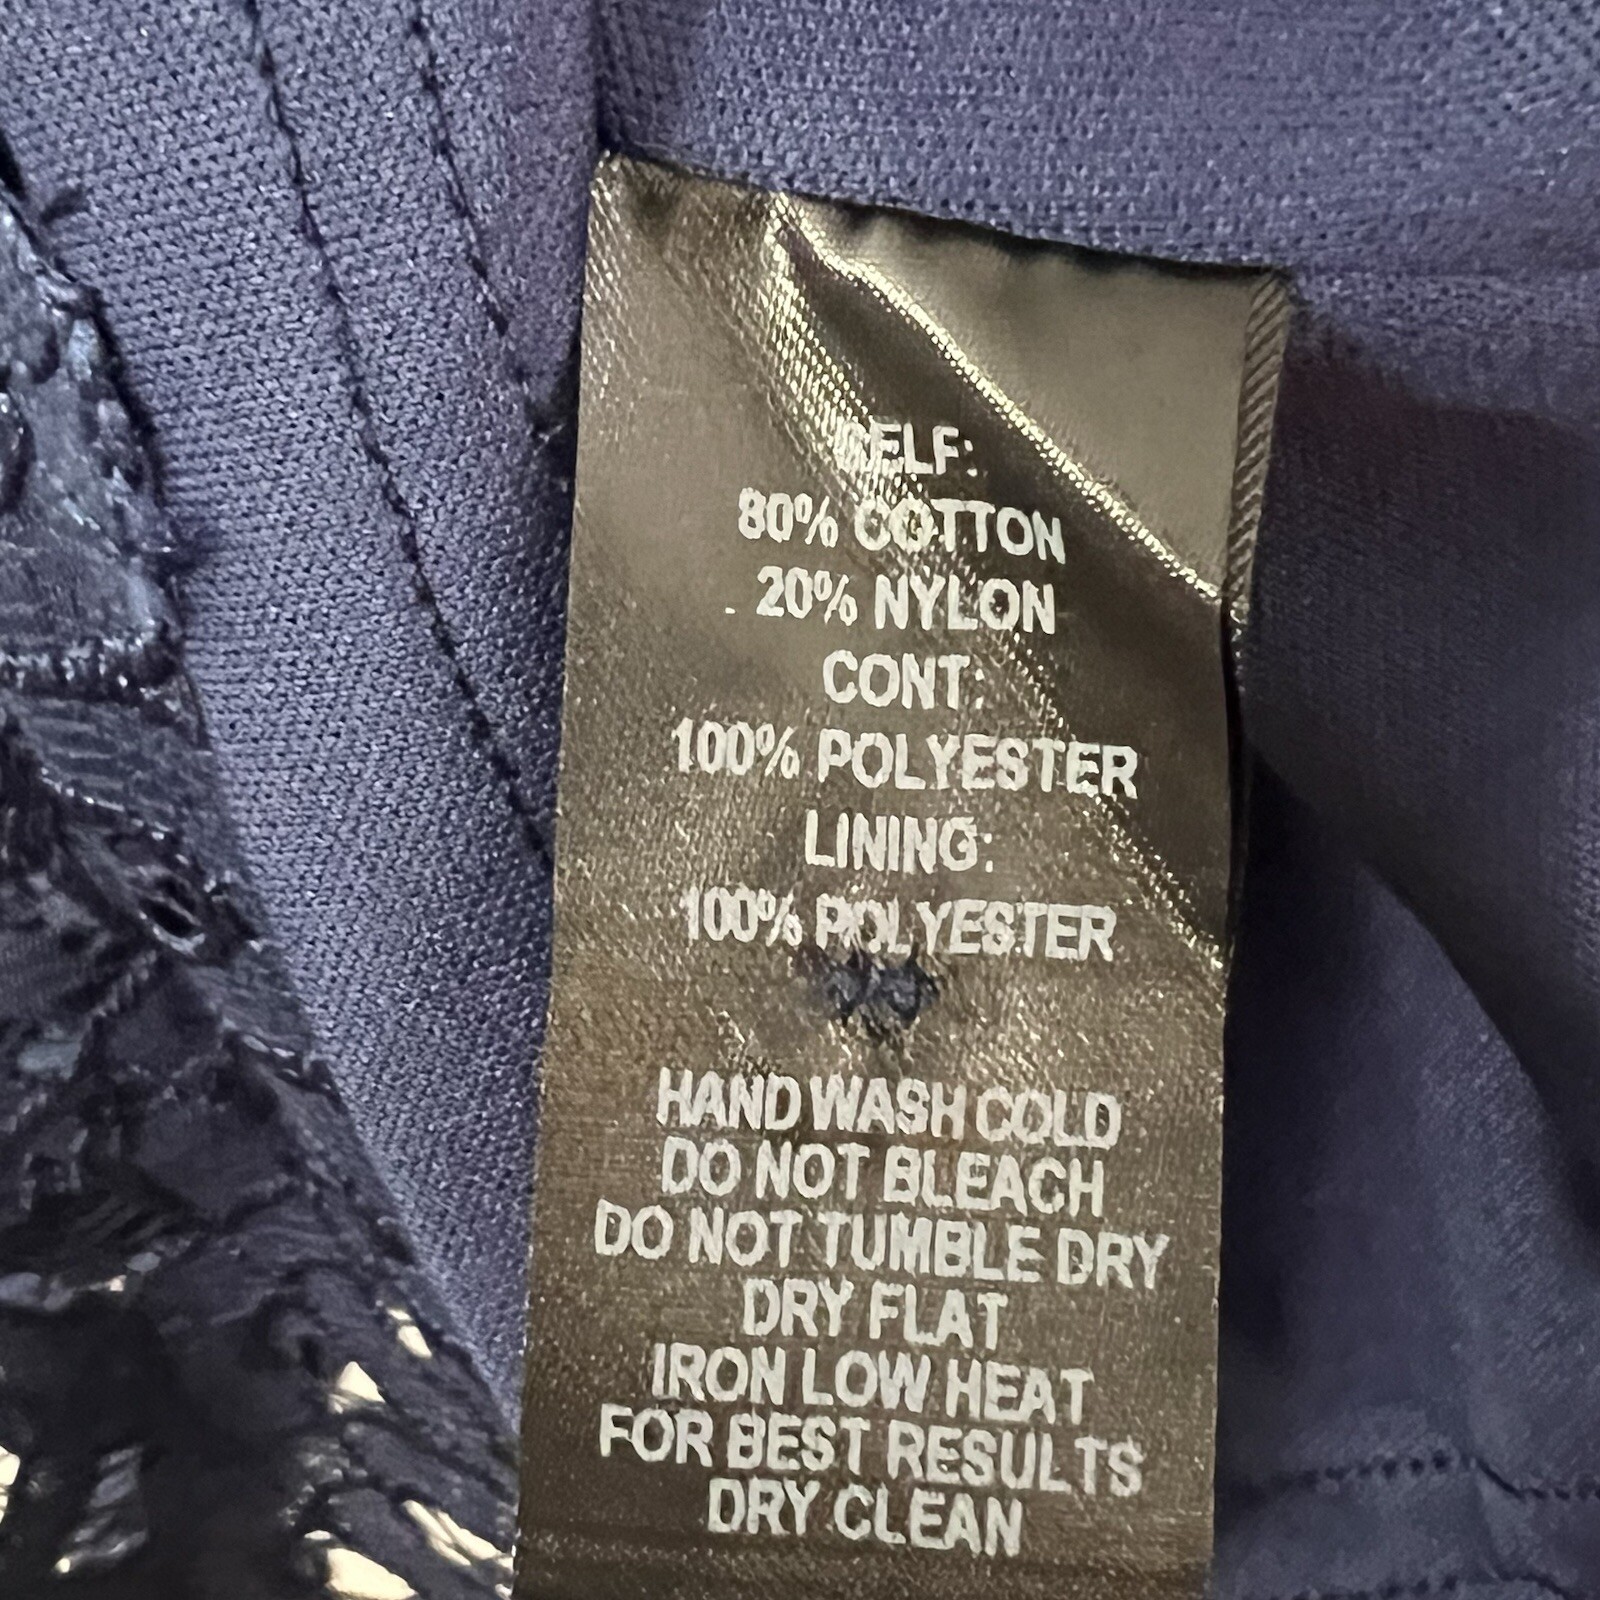 SELF:
80% COTTON
20% NYLON
CONT:
100% POLYESTER
LINING:
100% POLYESTER
HAND WASH COLD
DO NOT BLEACH
DO NOT TUMBLE DRY
DRY FLAT
IRON LOW HEAT
FOR BEST RESULTS
DRY CLEAN